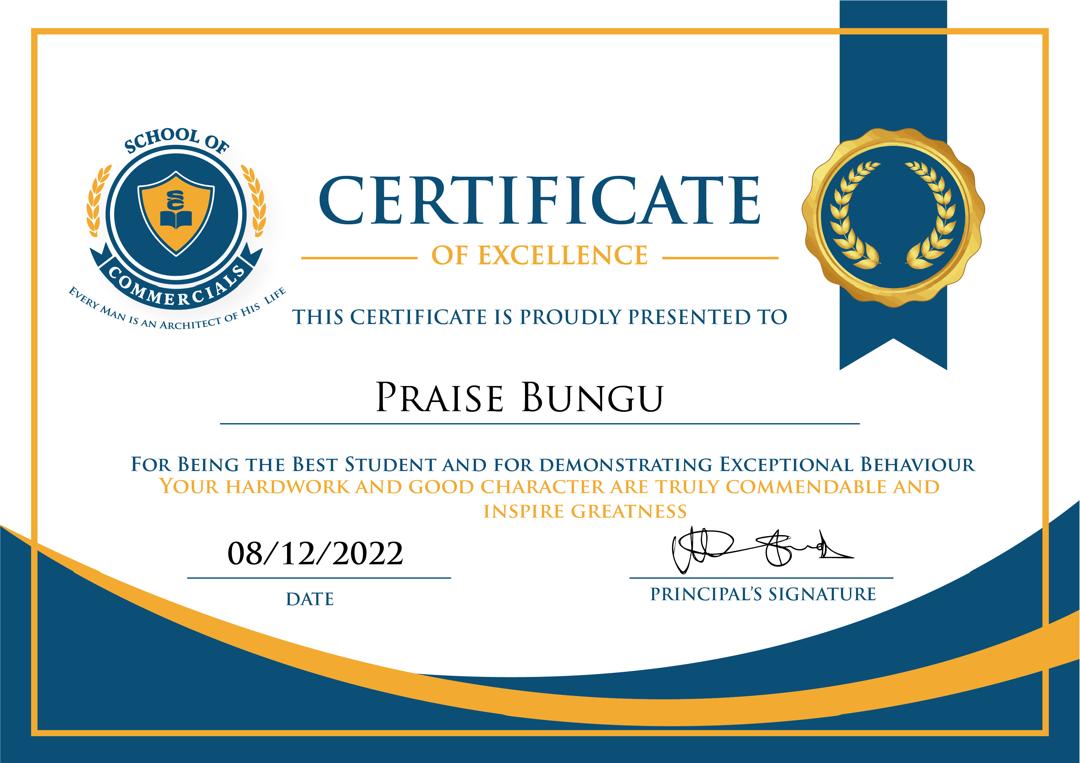 SCHOOL OF
COMMERCIALS
EVERY MAN IS AN ARCHITECT OF HIS LIFE
CERTIFICATE
OF EXCELLENCE
THIS CERTIFICATE IS PROUDLY PRESENTED TO
PRAISE BUNGU
FOR BEING THE BEST STUDENT AND FOR DEMONSTRATING EXCEPTIONAL BEHAVIOUR
YOUR HARDWORK AND GOOD CHARACTER ARE TRULY COMMENDABLE AND
INSPIRE GREATNESS
08/12/2022
DATE
PRINCIPAL'S SIGNATURE